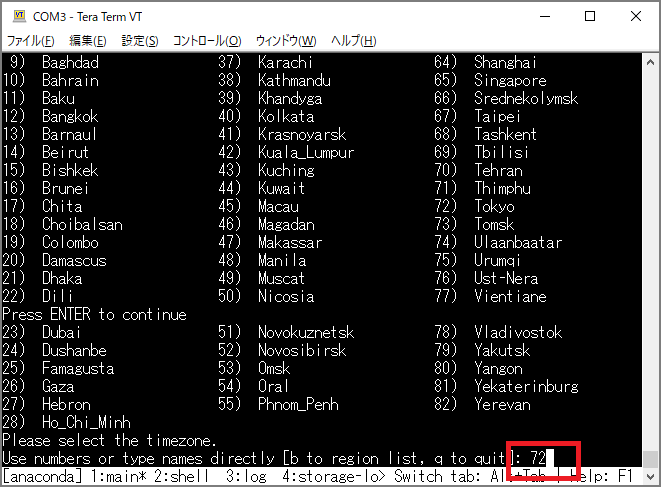 COM3 - Tera Term VT
ファイル(F) 編集(E) 設定(S) コントロール(O) ウィンドウ(W) ヘルプ(H)
9) Baghdad 37) Karachi 64) Shanghai
10) Bahrain 38) Kathmandu 65) Singapore
11) Baku 39) Khandyga 66) Srednekolymsk
12) Bangkok 40) Kolkata 67) Taipei
13) Barnaul 41) Krasnoyarsk 68) Tashkent
14) Beirut 42) Kuala_Lumpur 69) Tbilisi
15) Bishkek 43) Kuching 70) Tehran
16) Brunei 44) Kuwait 71) Thimphu
17) Chita 45) Macau 72) Tokyo
18) Choibalsan 46) Magadan 73) Tomsk
19) Colombo 47) Makassar 74) Ulaanbaatar
20) Damascus 48) Manila 75) Urumqi
21) Dhaka 49) Muscat 76) Ust-Nera
22) Dili 50) Nicosia 77) Vientiane
Press ENTER to continue
23) Dubai 51) Novokuznetsk 78) Vladivostok
24) Dushanbe 52) Novosibirsk 79) Yakutsk
25) Famagusta 53) Omsk 80) Yangon
26) Gaza 54) Oral 81) Yekaterinburg
27) Hebron 55) Phnom_Penh 82) Yerevan
28) Ho_Chi_Minh
Please select the timezone.
Use numbers or type names directly [b to region list, q to quit]: 72
[anaconda] 1:main* 2:shell 3:log 4:storage-lo> Switch tab: Alt+Tab | Help: F1